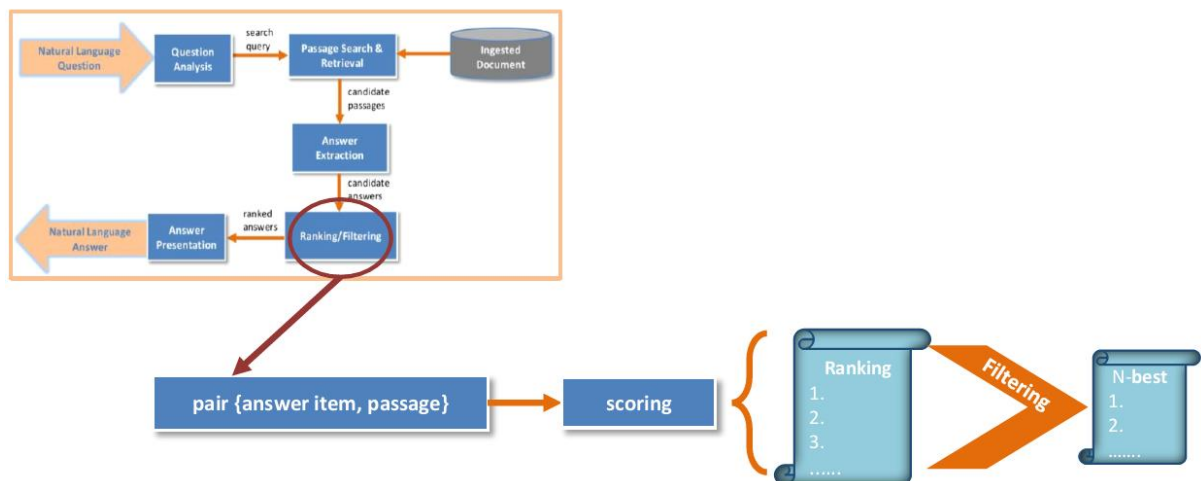 Natural Language
Question
Question
Analysis
search
query
Passage Search &
Retrieval
Ingested
Document
candidate
passages
Answer
Extraction
candidate
answers
Natural Language
Answer
Answer
Presentation
ranked
answers
Ranking/Filtering
pair {answer item, passage}
scoring
Ranking
1.
2.
3.
......
Filtering
N-best
1.
2.
.......